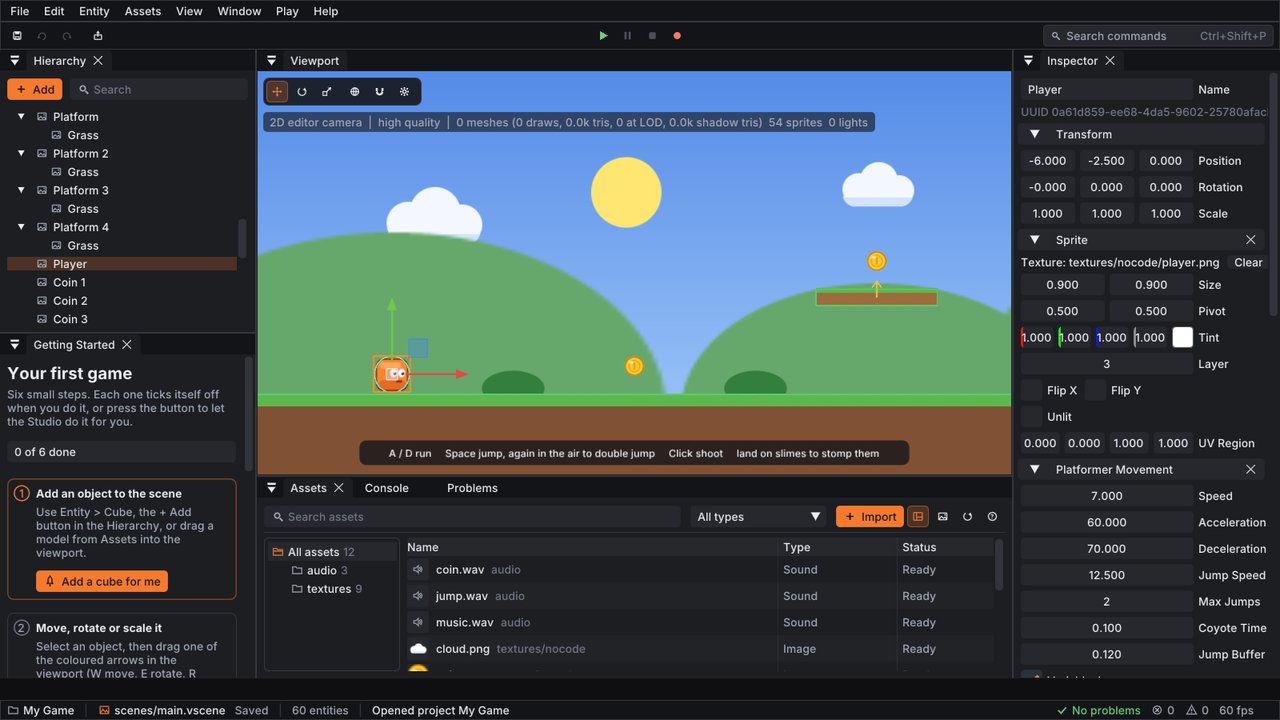 File Edit Entity Assets View Window Play Help
Search commands Ctrl+Shift+P
Hierarchy
Add Search
Platform
Grass
Platform 2
Grass
Platform 3
Grass
Platform 4
Grass
Player
Coin 1
Coin 2
Coin 3
Getting Started
Your first game
Six small steps. Each one ticks itself off
when you do it, or press the button to let
the Studio do it for you.
0 of 6 done
1 Add an object to the scene
Use Entity > Cube, the + Add
button in the Hierarchy, or drag a
model from Assets into the
viewport.
Add a cube for me
2 Move, rotate or scale it
Select an object, then drag one of
the coloured arrows in the
viewport (W move, E rotate, R
Viewport
2D editor camera | high quality | 0 meshes (0 draws, 0.0k tris, 0 at LOD, 0.0k shadow tris) 54 sprites 0 lights
A / D run Space jump, again in the air to double jump Click shoot land on slimes to stomp them
Assets Console Problems
Search assets All types Import
All assets 12
audio 3
textures 9
Name Type Status
coin.wav audio Sound Ready
jump.wav audio Sound Ready
music.wav audio Sound Ready
cloud.png textures/nocode Image Ready
Inspector
Player Name
UUID 0a61d859-ee68-4da5-9602-25780afac
Transform
-6.000 -2.500 0.000 Position
-0.000 0.000 0.000 Rotation
1.000 1.000 1.000 Scale
Sprite
Texture: textures/nocode/player.png Clear
0.900 0.900 Size
0.500 0.500 Pivot
1.000 1.000 1.000 1.000 Tint
3 Layer
Flip X Flip Y
Unlit
0.000 0.000 1.000 1.000 UV Region
Platformer Movement
7.000 Speed
60.000 Acceleration
70.000 Deceleration
12.500 Jump Speed
2 Max Jumps
0.100 Coyote Time
0.120 Jump Buffer
My Game scenes/main.vscene Saved 60 entities Opened project My Game No problems 0 0 60 fps